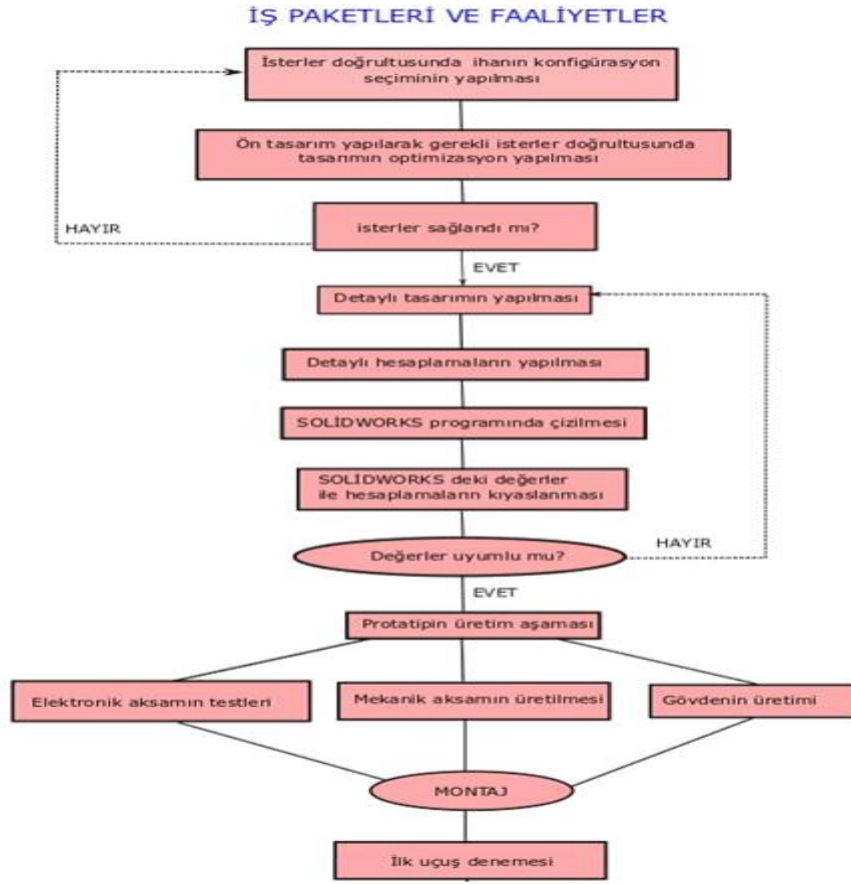 İŞ PAKETLERİ VE FAALİYETLER
İsterler doğrultusunda ihanın konfigürasyon
seçiminin yapılması
Ön tasarım yapılarak gerekli isterler doğrultusunda
tasarımın optimizasyon yapılması
HAYIR
isterler sağlandı mı?
EVET
Detaylı tasarımın yapılması
Detaylı hesaplamaların yapılması
SOLİDWORKS programında çizilmesi
SOLİDWORKS deki değerler
ile hesaplamaların kıyaslanması
Değerler uyumlu mu?
HAYIR
EVET
Protatipin üretim aşaması
Elektronik aksamın testleri
Mekanik aksamın üretilmesi
Gövdenin üretimi
MONTAJ
İlk uçuş denemesi